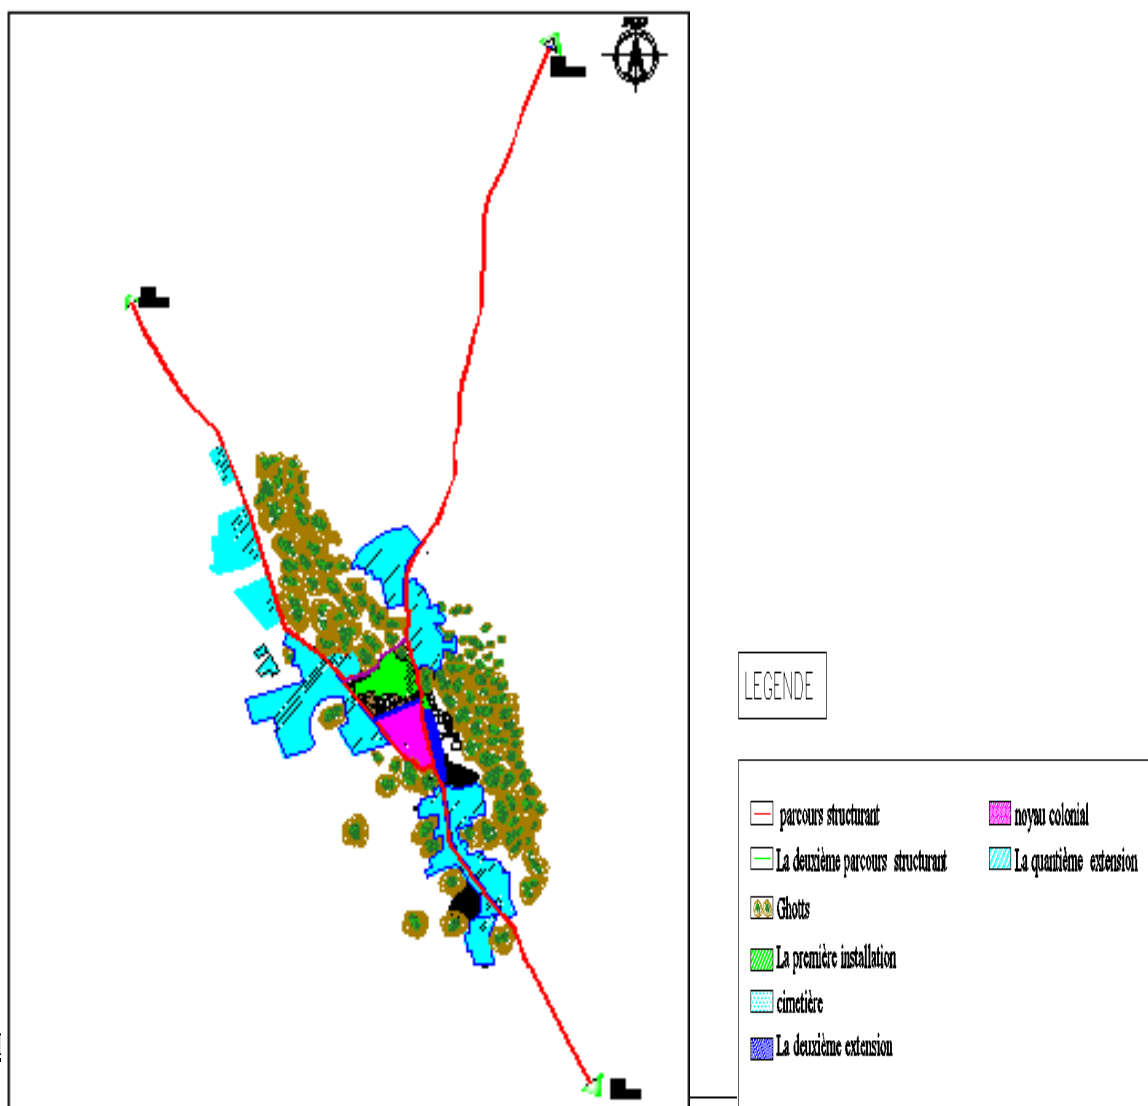 LEGENDE
parcours structurant
La deuxième parcours structurant
Ghotts
La première installation
cimetière
La deuxième extension
noyau colonial
La quantième extension